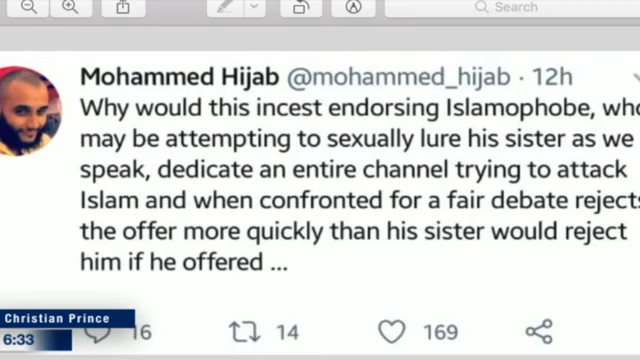 Search
Mohammed Hijab @mohammed_hijab · 12h
Why would this incest endorsing Islamophobe, who
may be attempting to sexually lure his sister as we
speak, dedicate an entire channel trying to attack
Islam and when confronted for a fair debate rejects
the offer more quickly than his sister would reject
him if he offered ...
Christian Prince
6:33
16 14 169